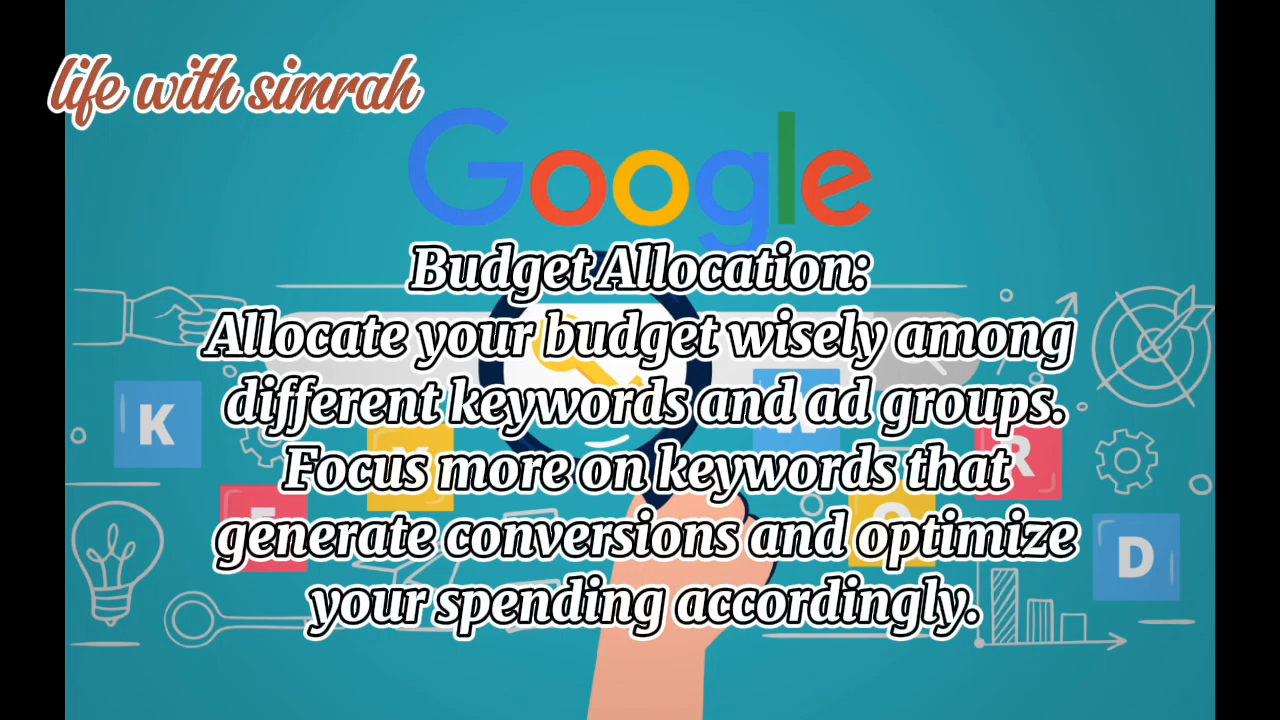 life with simrah
Google
Budget Allocation:
Allocate your budget wisely among
different keywords and ad groups.
Focus more on keywords that
generate conversions and optimize
your spending accordingly.
K
W
R
D